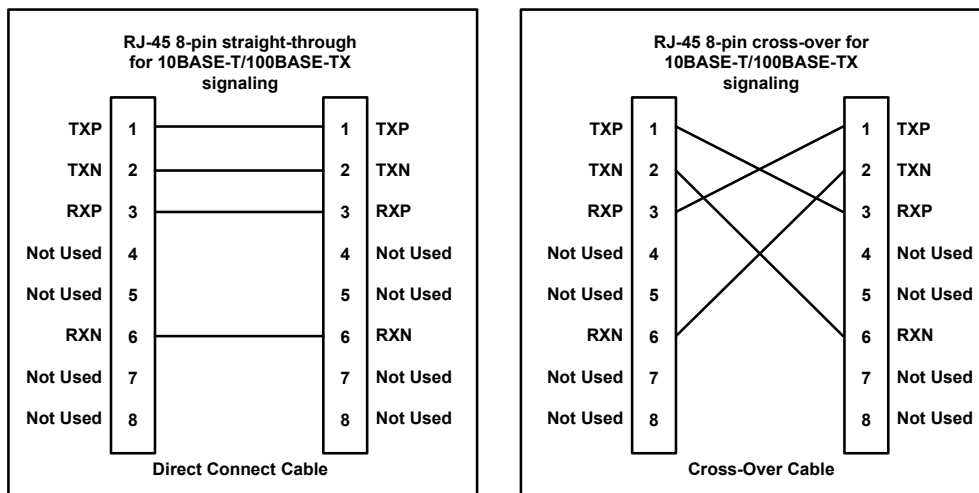 RJ-45 8-pin straight-through
for 10BASE-T/100BASE-TX
signaling
TXP 1 1 TXP
TXN 2 2 TXN
RXP 3 3 RXP
Not Used 4 4 Not Used
Not Used 5 5 Not Used
RXN 6 6 RXN
Not Used 7 7 Not Used
Not Used 8 8 Not Used
Direct Connect Cable
RJ-45 8-pin cross-over for
10BASE-T/100BASE-TX
signaling
TXP 1 1 TXP
TXN 2 2 TXN
RXP 3 3 RXP
Not Used 4 4 Not Used
Not Used 5 5 Not Used
RXN 6 6 RXN
Not Used 7 7 Not Used
Not Used 8 8 Not Used
Cross-Over Cable